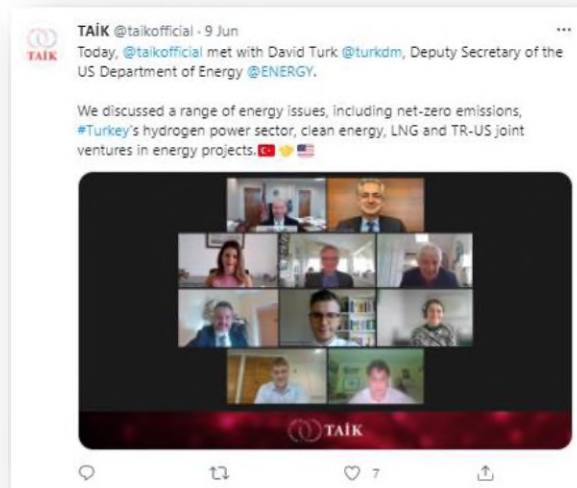 TAİK @taikofficial · 9 Jun
Today, @taikofficial met with David Turk @turkdm, Deputy Secretary of the
US Department of Energy @ENERGY.
We discussed a range of energy issues, including net-zero emissions,
#Turkey's hydrogen power sector, clean energy, LNG and TR-US joint
ventures in energy projects.
TAİK
TAİK
7